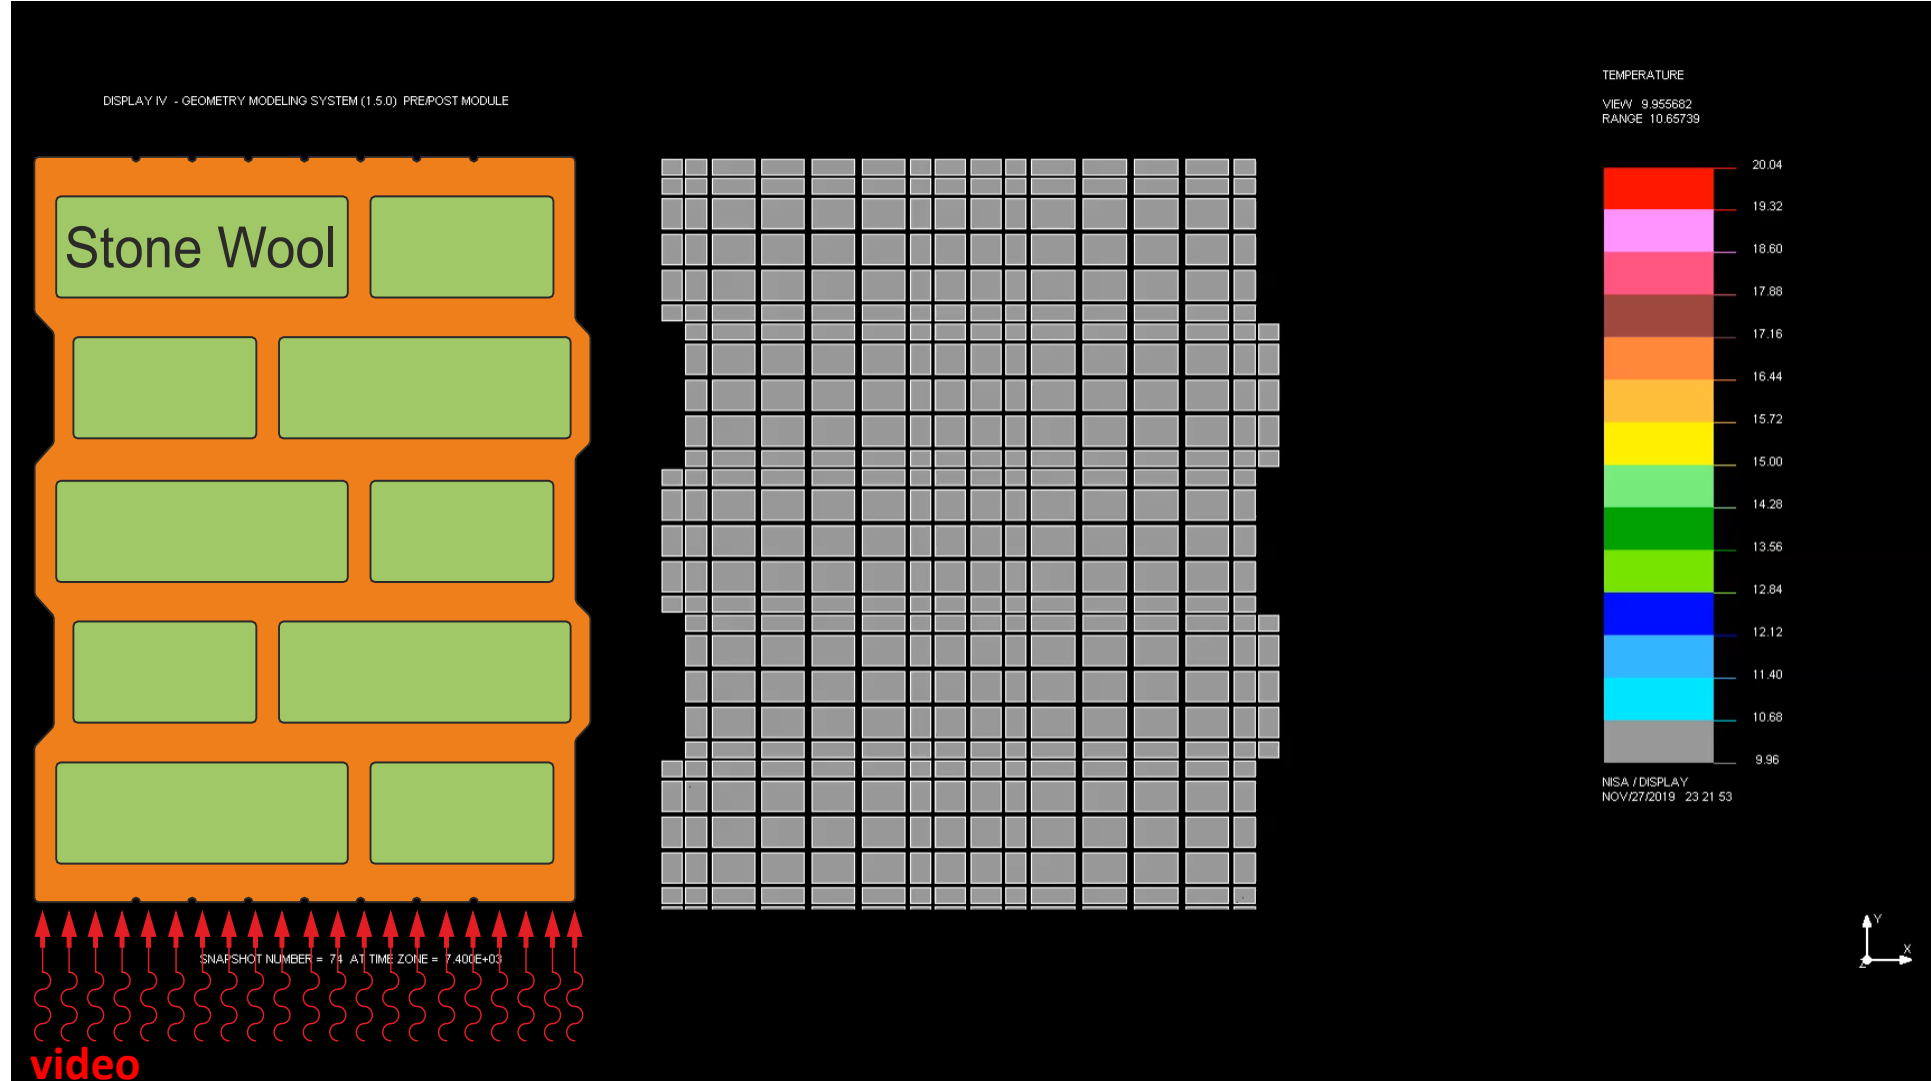 DISPLAY IV - GEOMETRY MODELING SYSTEM (1.5.0) PRE/POST MODULE
Stone Wool
SNAPSHOT NUMBER = 74 AT TIME ZONE = 7.400E+03
video
TEMPERATURE
VIEW 9.955682
RANGE 10.65739
20.04
19.32
18.60
17.88
17.16
16.44
15.72
15.00
14.28
13.56
12.84
12.12
11.40
10.68
9.96
NISA / DISPLAY
NOV/27/2019 23 21 53
Y
X
Z